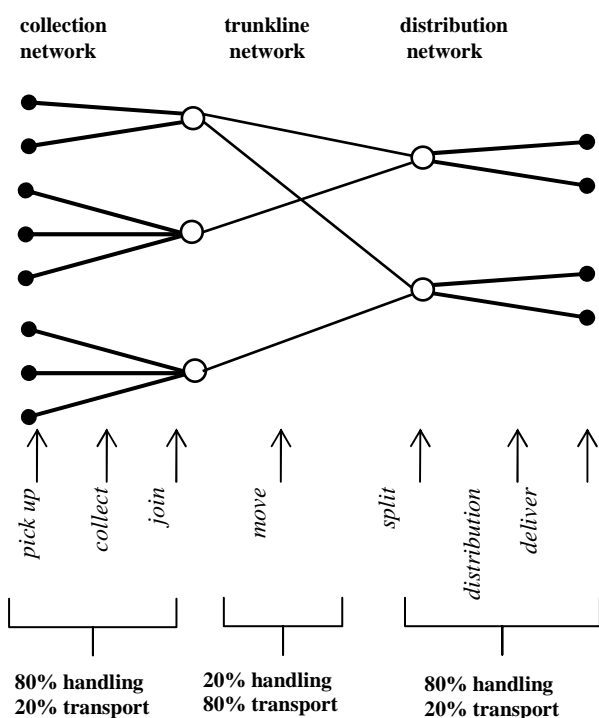 collection
network
trunkline
network
distribution
network
pick up
collect
join
move
split
distribution
deliver
80% handling
20% transport
20% handling
80% transport
80% handling
20% transport